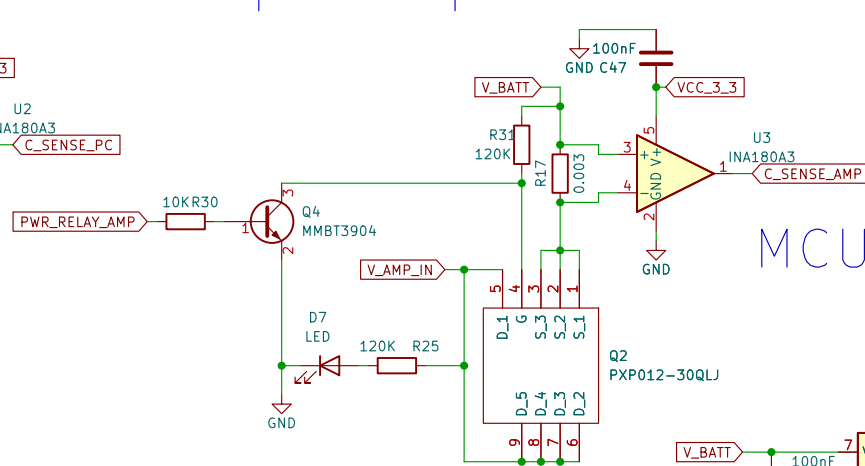 100nF
GND C47
3
V_BATT
VCC_3_3
U2
NA180A3
C_SENSE_PC
R31
120K
R17
0.003
3
4
5
+
-
V+
GND
2
1
U3
INA180A3
C_SENSE_AMP
GND
MCU
10KR30
PWR_RELAY_AMP
1
3
2
Q4
MMBT3904
V_AMP_IN
5
4
3
2
1
D_1
G
S_3
S_2
S_1
D7
LED
120K R25
GND
Q2
PXP012-30QLJ
D_5
D_4
D_3
D_2
9
8
7
6
V_BATT
7
100nF